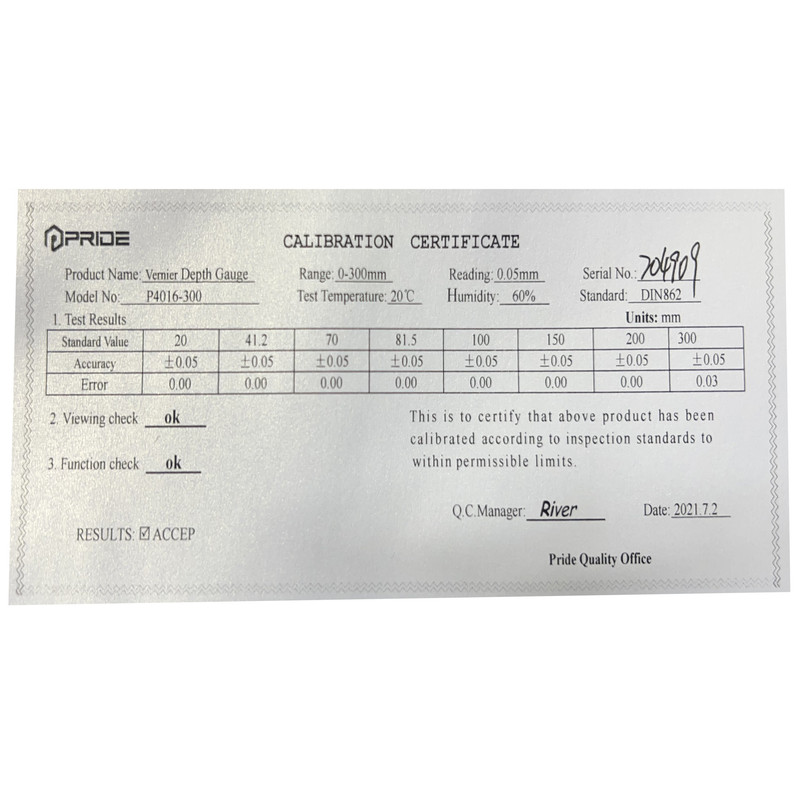 PRIDE
CALIBRATION CERTIFICATE
Product Name: Vernier Depth Gauge Range: 0-300mm Reading: 0.05mm Serial No.: 704909
Model No: P4016-300 Test Temperature: 20℃ Humidity: 60% Standard: DIN862
1. Test Results Units: mm
Standard Value 20 41.2 70 81.5 100 150 200 300
Accuracy ±0.05 ±0.05 ±0.05 ±0.05 ±0.05 ±0.05 ±0.05 ±0.05
Error 0.00 0.00 0.00 0.00 0.00 0.00 0.00 0.03
2. Viewing check ok
3. Function check ok
This is to certify that above product has been
calibrated according to inspection standards to
within permissible limits.
Q.C.Manager: River Date: 2021.7.2
RESULTS: ☑ ACCEP
Pride Quality Office